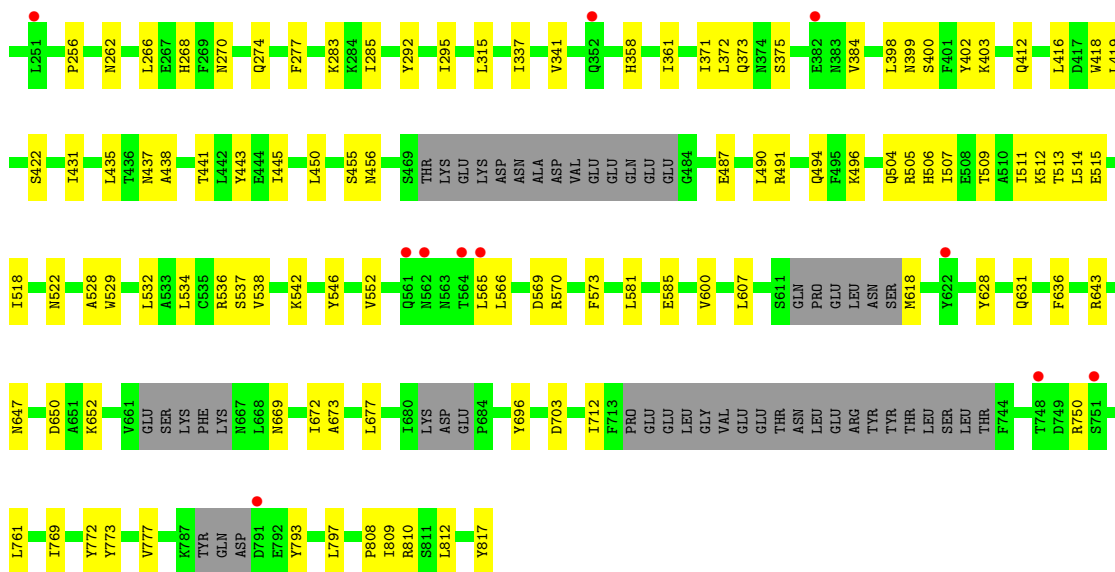 L251 P256 N262 L266 E267 H268 F269 N270 Q274 F277 K283 K284 I285 Y292 I295 L315 I337 V341 Q352 H358 I361 I371 L372 Q373 N374 S375 E382 N383 V384 L398 N399 S400 F401 Y402 K403 Q412 L416 D417 W418 L419
S422 I431 L435 T436 N437 A438 T441 L442 Y443 E444 I445 L450 S455 N456 S469 THR LYS GLU LYS ASP ASN ALA ASP VAL GLU GLU GLN GLU GLU G484 E487 L490 R491 Q494 F495 K496 Q504 R505 H506 I507 E508 T509 A510 I511 K512 T513 L514 E515
I518 N522 A528 W529 L532 A533 L534 C535 R536 S537 V538 K542 Y546 V552 Q561 N562 N563 T564 L565 L566 D569 R570 F573 L581 E585 V600 L607 S611 GLN PRO GLU LEU ASN SER M618 Y622 Y628 Q631 F636 R643
N647 D650 A651 K652 V661 GLU SER LYS PHE LYS N667 L668 N669 I672 A673 L677 I680 LYS ASP GLU P684 Y696 D703 I712 F713 PRO GLU GLU LEU GLY VAL GLU GLU THR ASN LEU GLU ARG TYR TYR THR LEU SER LEU THR F744 T748 D749 R750 S751
L761 I769 Y772 Y773 V777 K787 TYR GLN ASP D791 E792 Y793 L797 P808 I809 R810 S811 L812 Y817